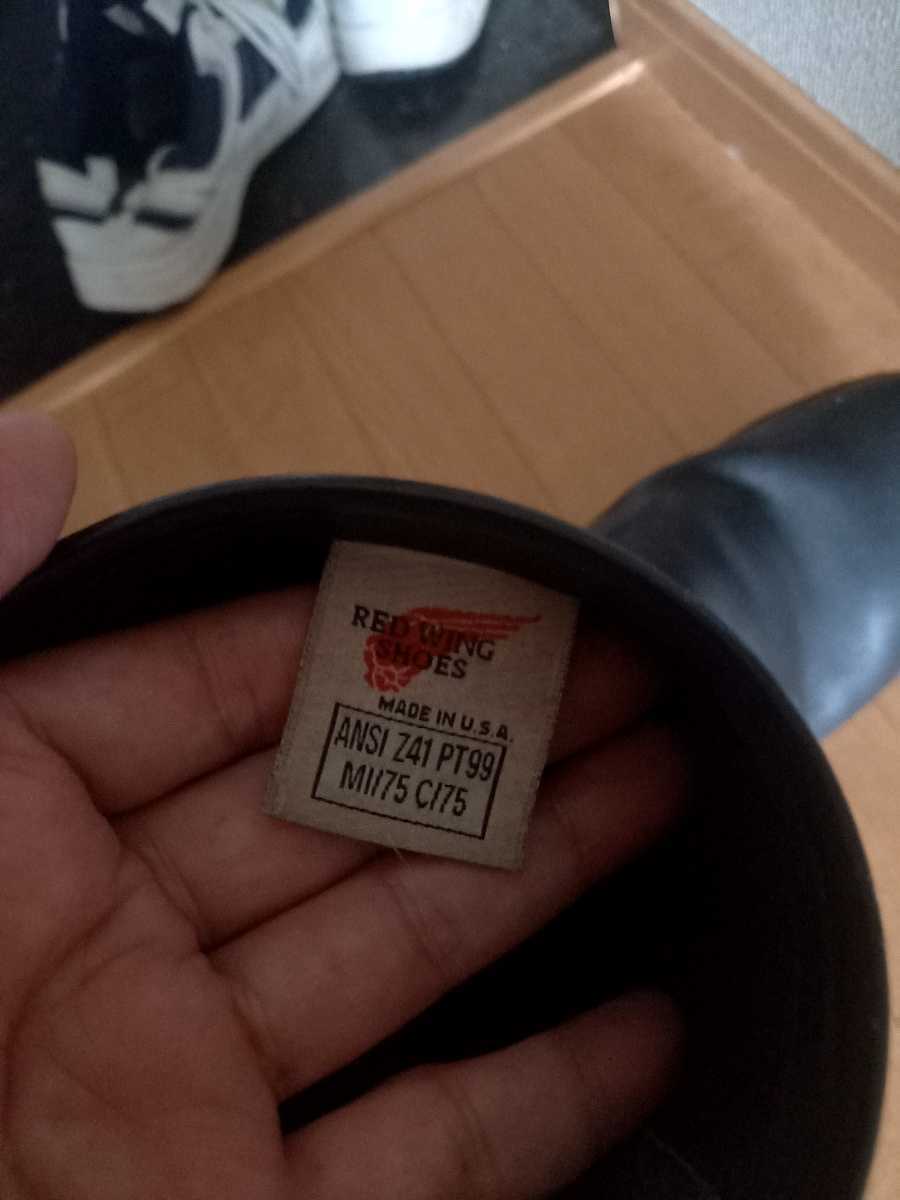 RED WING
SHOES
MADE IN U.S.A.
ANSI Z41 PT99
MI/75 C/75